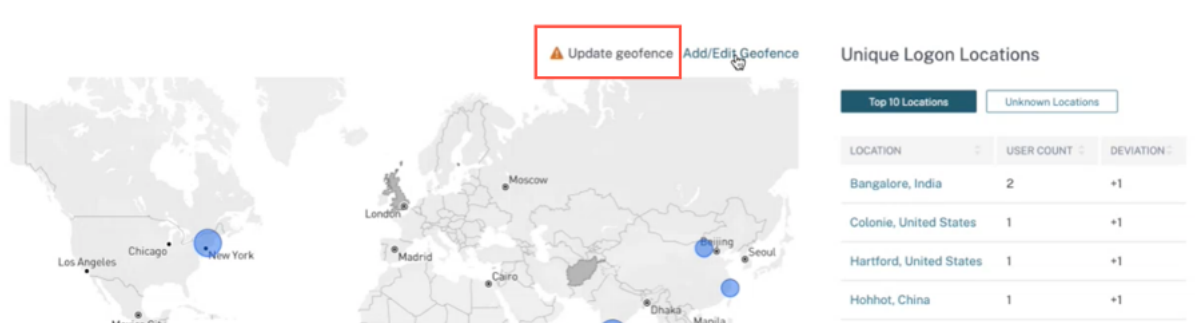 Update geofence Add/Edit Geofence
Unique Logon Locations
Top 10 Locations Unknown Locations
LOCATION USER COUNT DEVIATION
Bangalore, India 2 +1
Colonie, United States 1 +1
Hartford, United States 1 +1
Hohhot, China 1 +1
Moscow
London
Chicago
New York
Los Angeles
Madrid
Beijing
Seoul
Cairo
Dhaka
Manila
Mexico City